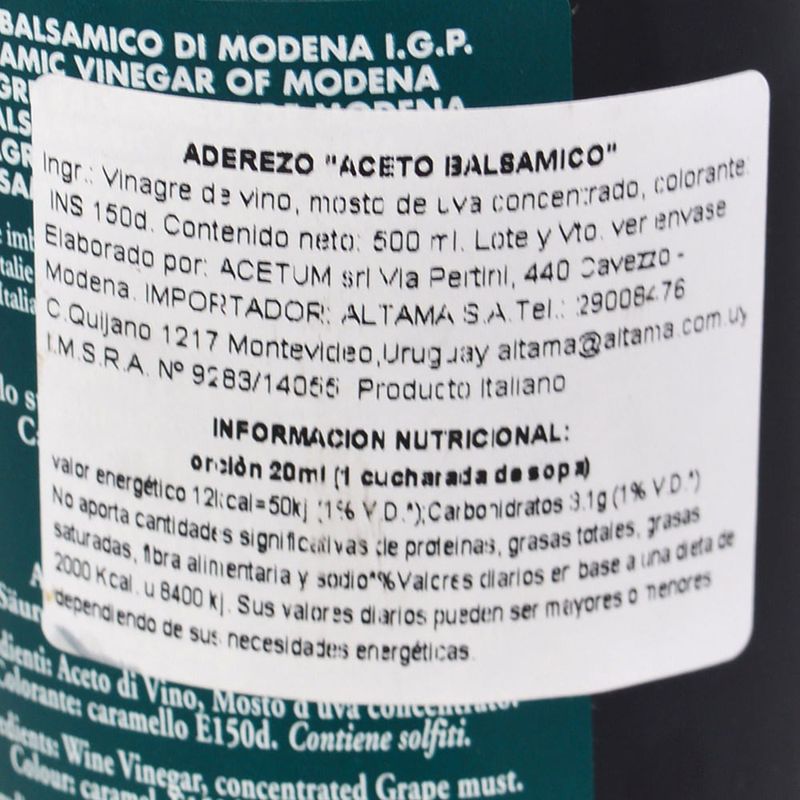 BALSAMICO DI MODENA I.G.P.
AMIC VINEGAR OF MODENA
ADEREZO "ACETO BALSAMICO"
Ingr.: Vinagre de vino, mosto de uva concentrado, colorante:
INS 150d. Contenido neto: 500 ml. Lote y Vto. ver envase
Elaborado por: ACETUM srl Via Pertini, 440 Cavezzo -
Modena. IMPORTADOR: ALTAMA S.A. Tel.: 29008476
C.Quijano 1217 Montevideo,Uruguay altama@altama.com.uy
I.M.S.R.A. Nº 9283/14055 Producto Italiano
INFORMACION NUTRICIONAL:
orción 20ml (1 cucharada de sopa)
valor energético 12kcal=50kj (1% V.D.*);Carbohidratos 3.1g (1% V.D.*)
No aporta cantidades significativas de proteinas, grasas totales, grasas
saturadas, fibra alimentaria y sodio*%Valores diarios en base a una dieta de
2000 Kcal. u 8400 kj. Sus valores diarios pueden ser mayores o menores
dependiendo de sus necesidades energéticas.
dienti: Aceto di Vino, Mosto d'uva concentrato.
Colorante: caramello E150d. Contiene solfiti.
edients: Wine Vinegar, concentrated Grape must.
Colour: caramel